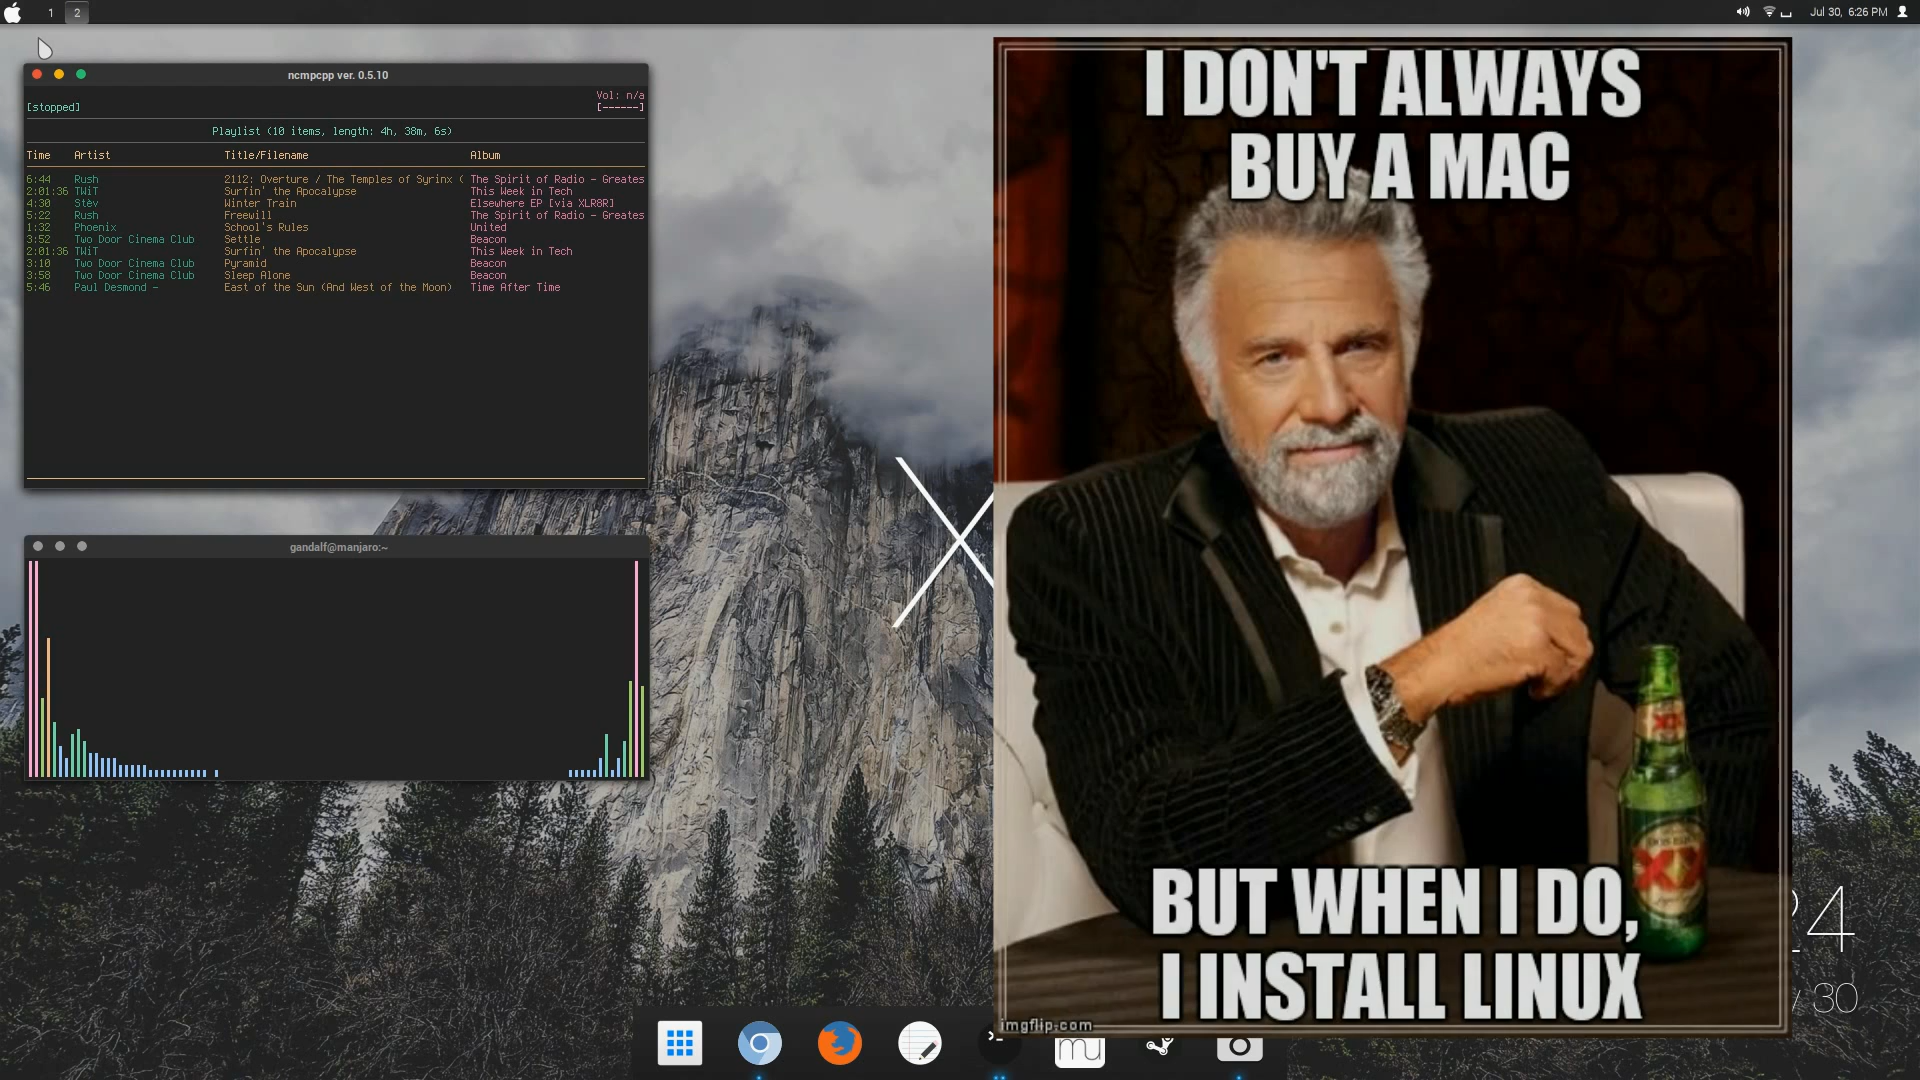 1 2 Jul 30, 6:26 PM
ncmpcpp ver. 0.5.10
Vol: n/a
[stopped] [------]
Playlist (10 items, length: 4h, 38m, 6s)
Time Artist Title/Filename Album
6:44 Rush 2112: Overture / The Temples of Syrinx ( The Spirit of Radio - Greates
2:01:36 TWiT Surfin' the Apocalypse This Week in Tech
4:30 Stèv Winter Train Elsewhere EP [via XLR8R]
5:22 Rush Freewill The Spirit of Radio - Greates
1:32 Phoenix School's Rules United
3:52 Two Door Cinema Club Settle Beacon
2:01:36 TWiT Surfin' the Apocalypse This Week in Tech
3:10 Two Door Cinema Club Pyramid Beacon
3:58 Two Door Cinema Club Sleep Alone Beacon
5:46 Paul Desmond - East of the Sun (And West of the Moon) Time After Time
gandalf@manjaro:~
I DON'T ALWAYS
BUY A MAC
XX
XX
BUT WHEN I DO,
I INSTALL LINUX
imgflip.com
24
30
mu